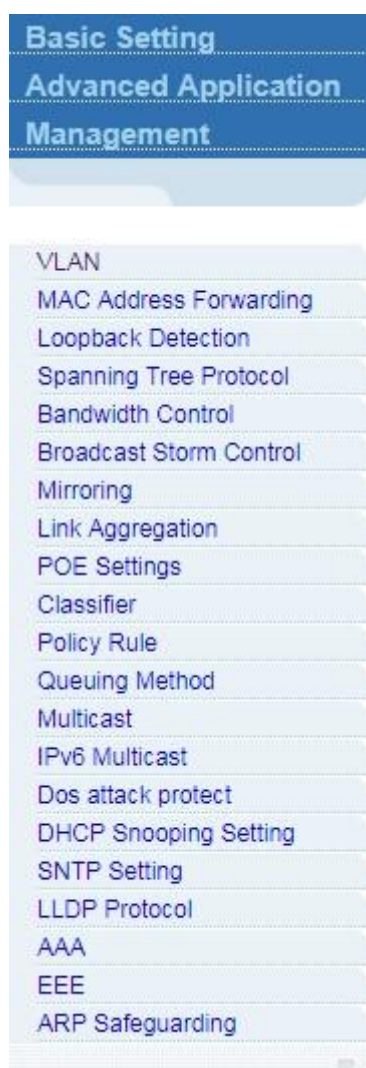 Basic Setting
Advanced Application
Management
VLAN
MAC Address Forwarding
Loopback Detection
Spanning Tree Protocol
Bandwidth Control
Broadcast Storm Control
Mirroring
Link Aggregation
POE Settings
Classifier
Policy Rule
Queuing Method
Multicast
IPv6 Multicast
Dos attack protect
DHCP Snooping Setting
SNTP Setting
LLDP Protocol
AAA
EEE
ARP Safeguarding